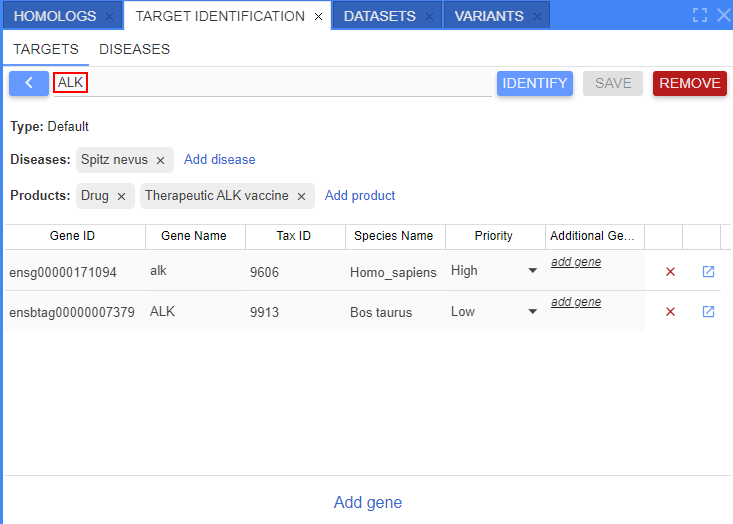 HOMOLOGS × TARGET IDENTIFICATION × DATASETS × VARIANTS ×
TARGETS DISEASES
ALK IDENTIFY SAVE REMOVE
Type: Default
Diseases: Spitz nevus × Add disease
Products: Drug × Therapeutic ALK vaccine × Add product
Gene ID Gene Name Tax ID Species Name Priority Additional Ge...
ensg00000171094 alk 9606 Homo_sapiens High add gene
ensbtag00000007379 ALK 9913 Bos taurus Low add gene
Add gene